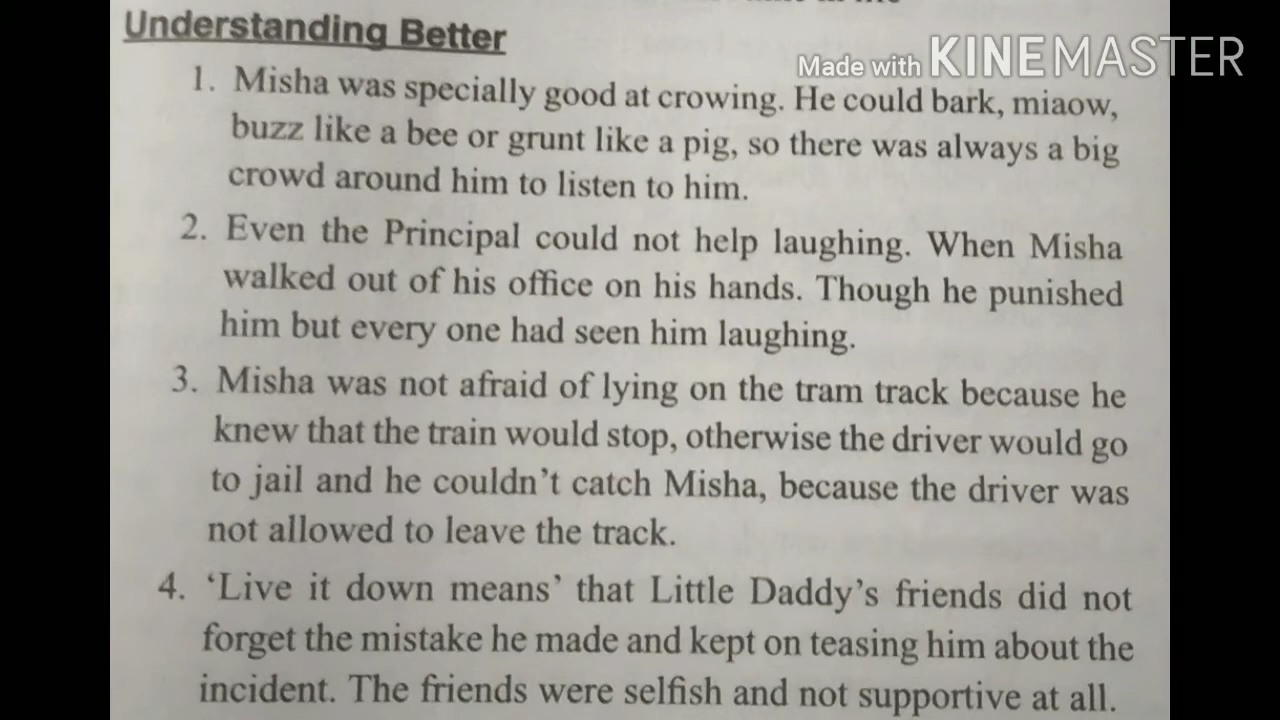 Understanding Better
Made with KINEMASTER
1. Misha was specially good at crowing. He could bark, miaow,
buzz like a bee or grunt like a pig, so there was always a big
crowd around him to listen to him.
2. Even the Principal could not help laughing. When Misha
walked out of his office on his hands. Though he punished
him but every one had seen him laughing.
3. Misha was not afraid of lying on the tram track because he
knew that the train would stop, otherwise the driver would go
to jail and he couldn't catch Misha, because the driver was
not allowed to leave the track.
4. ‘Live it down means’ that Little Daddy’s friends did not
forget the mistake he made and kept on teasing him about the
incident. The friends were selfish and not supportive at all.